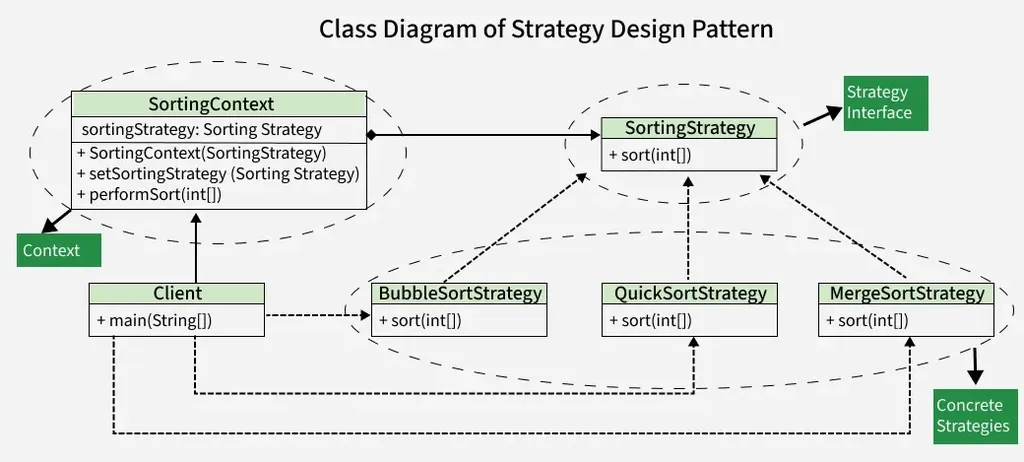 Class Diagram of Strategy Design Pattern
SortingContext
sortingStrategy: Sorting Strategy
+ SortingContext(SortingStrategy)
+ setSortingStrategy (Sorting Strategy)
+ performSort(int[])
Context
SortingStrategy
+ sort(int[])
Strategy
Interface
Client
+ main(String[])
BubbleSortStrategy
+ sort(int[])
QuickSortStrategy
+ sort(int[])
MergeSortStrategy
+ sort(int[])
Concrete
Strategies